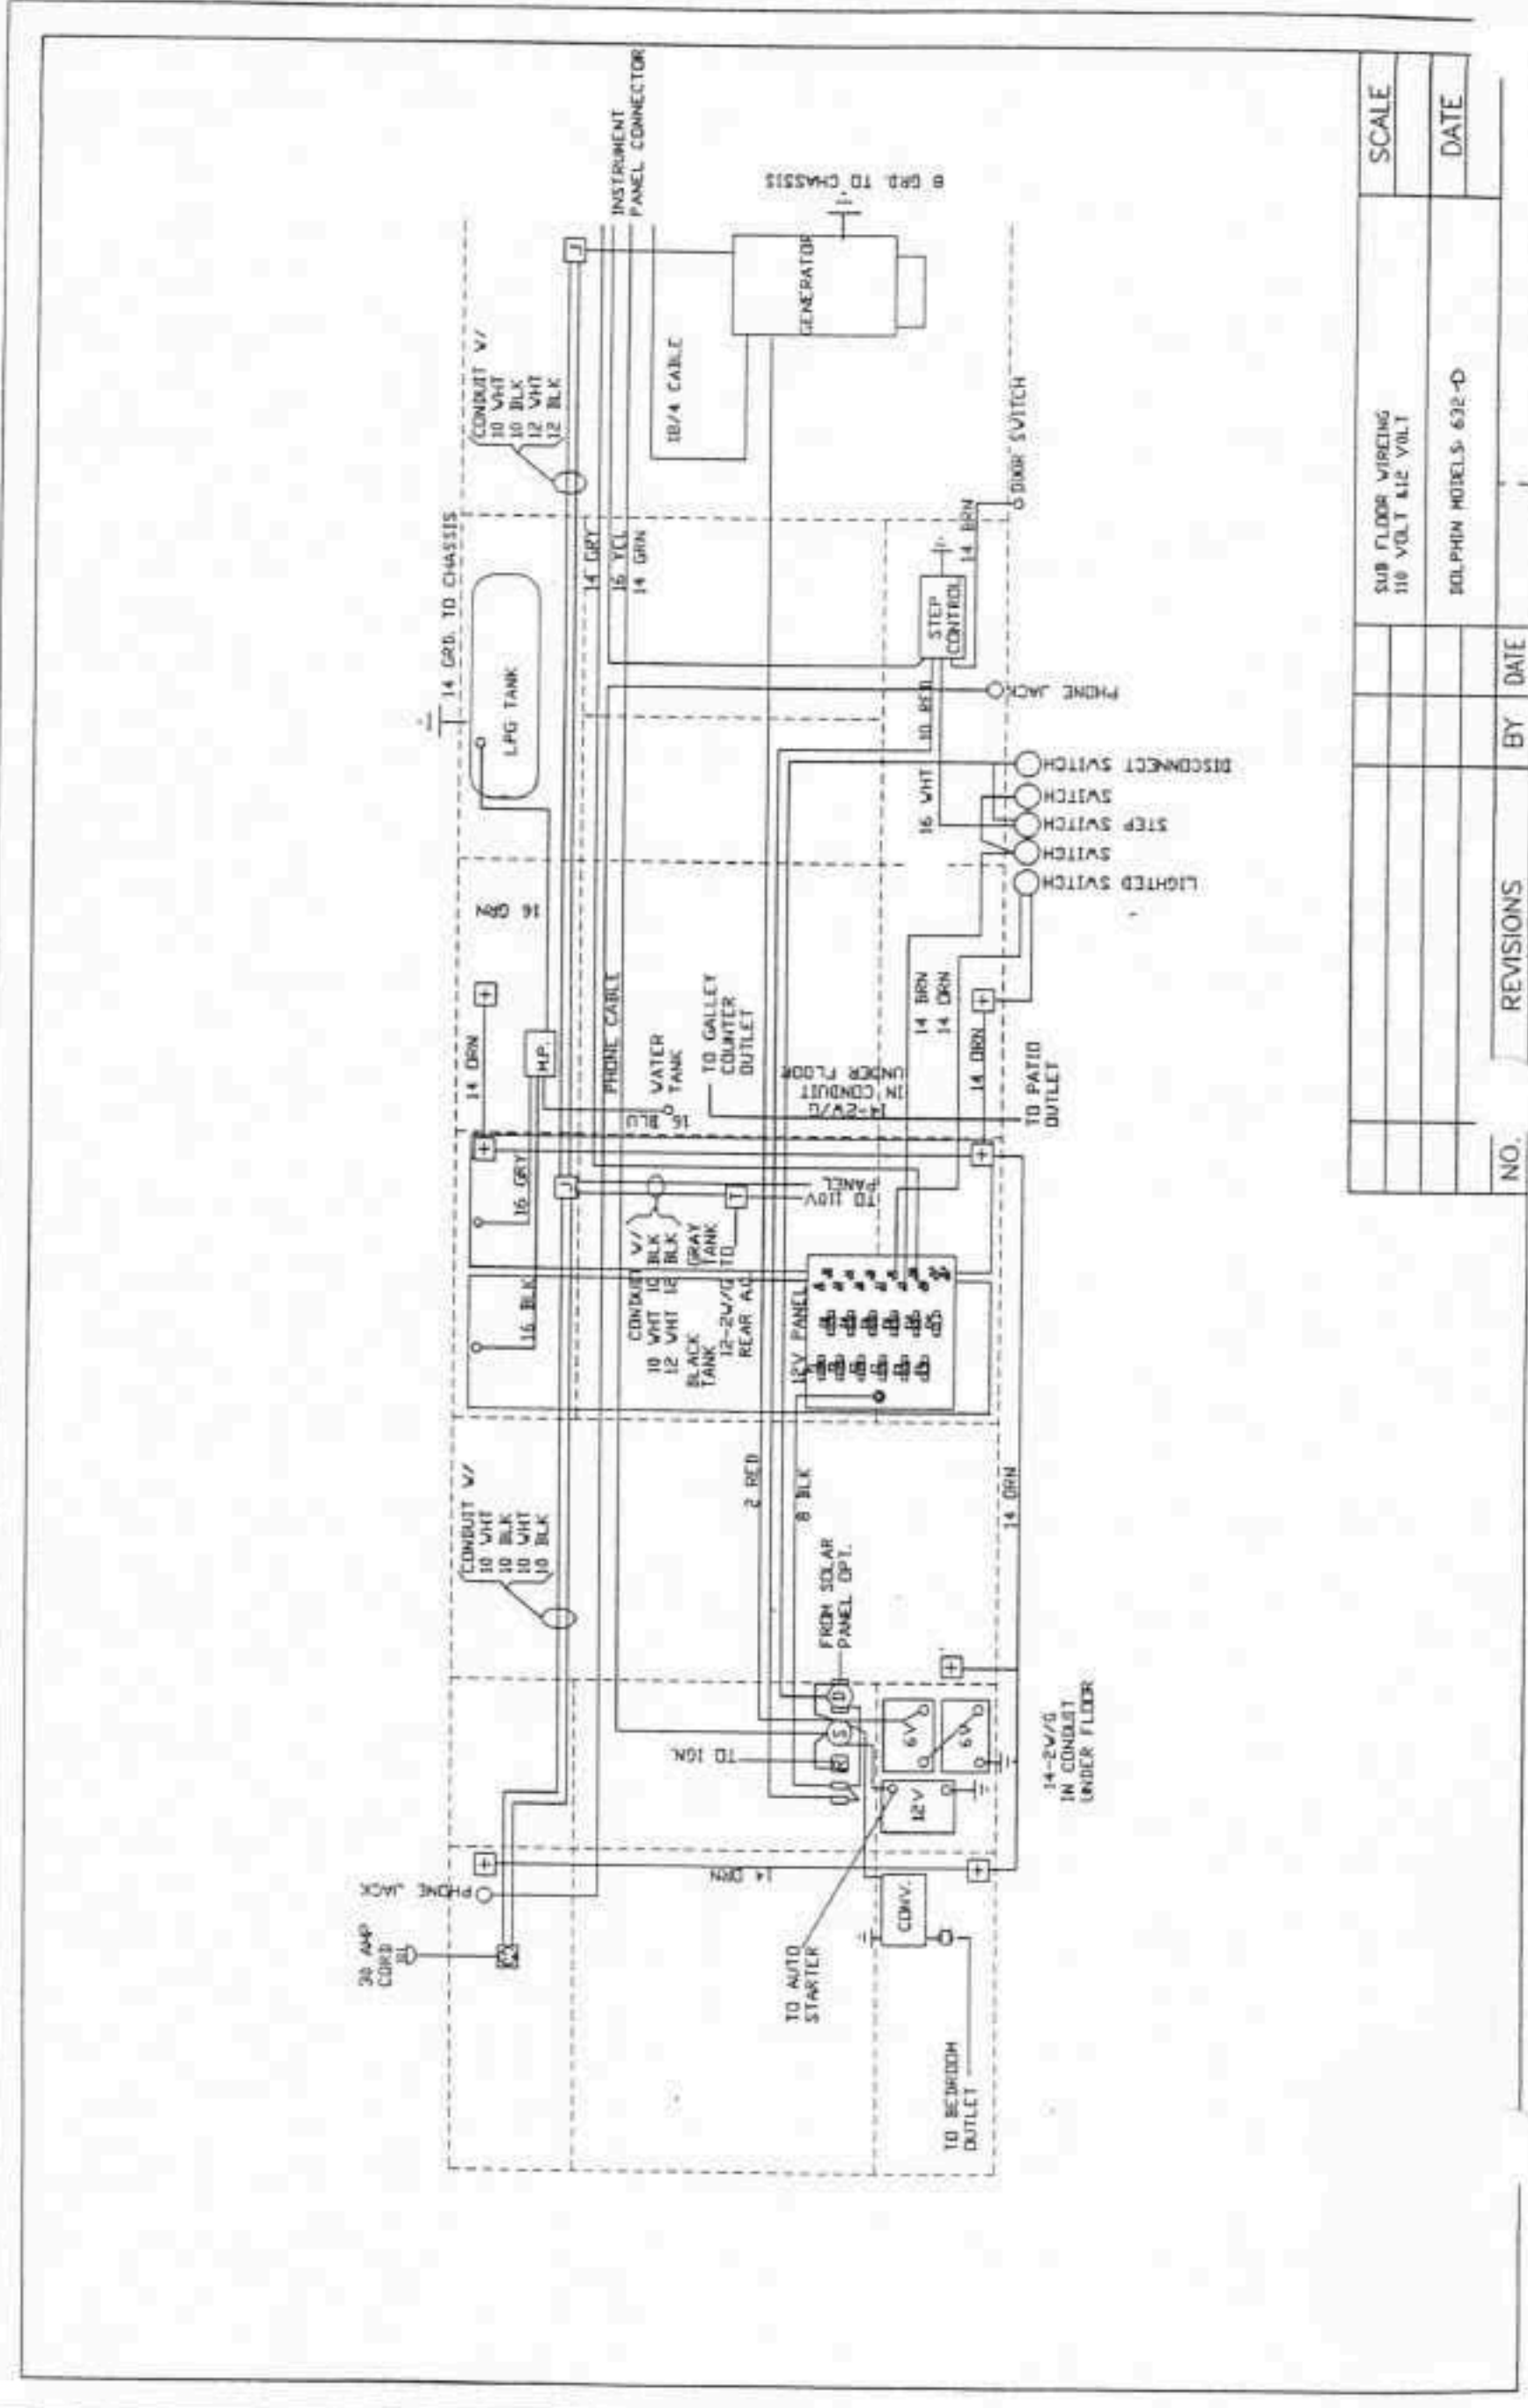 30 AMP
CORD
PHONE JACK
14 ORN
TO AUTO
STARTER
TO BEDROOM
OUTLET
CONV.
12V
6V
6V
TO IGN.
R
S
D
FROM SOLAR
PANEL OPT.
14-2W/G
IN CONDUIT
UNDER FLOOR
CONDUIT W/
10 WHT
10 BLK
10 WHT
10 BLK
2 RED
8 BLK
14 ORN
16 BLK
16 GRY
CONDUIT W/
10 WHT 10 BLK
12 WHT 12 BLK
BLACK
TANK
GRAY
TANK
12-2W/G TO
REAR A.C.
12V PANEL
J
T
TO 110V
PANEL
14 ORN
M.P.
16 BLU
WATER
TANK
PHONE CABLE
TO GALLEY
COUNTER
OUTLET
14-2W/G
IN CONDUIT
UNDER FLOOR
14 BRN
14 ORN
14 ORN
TO PATIO
OUTLET
16 GRN
LIGHTED SWITCH
SWITCH
STEP SWITCH
SWITCH
DISCONNECT SWITCH
PHONE JACK
16 WHT
10 RED
LPG TANK
14 GRD. TO CHASSIS
14 GRY
16 YEL
14 GRN
STEP
CONTROL
14 BRN
DOOR SWITCH
CONDUIT W/
10 WHT
10 BLK
12 WHT
12 BLK
18/4 CABLE
J
GENERATOR
8 GRD. TO CHASSIS
INSTRUMENT
PANEL CONNECTOR
SUB FLOOR WIREING
110 VOLT &12 VOLT
SCALE
DOLPHIN MODELS: 632-D
DATE
NO.
REVISIONS
BY
DATE